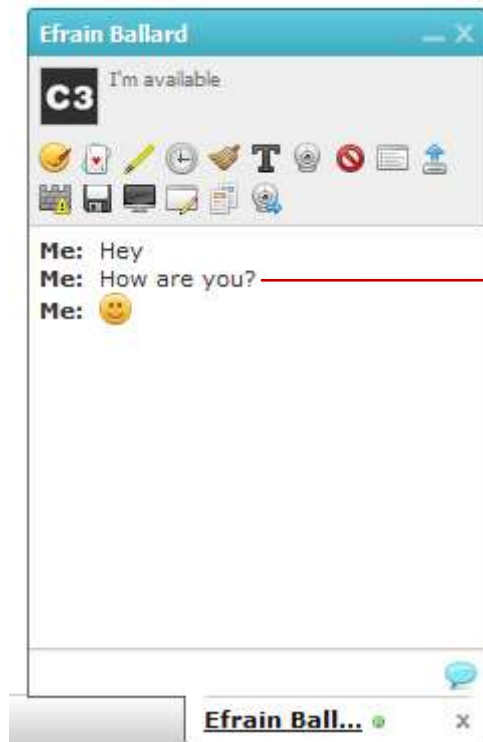 Efrain Ballard
C3
I'm available
T
Me: Hey
Me: How are you?
Me:
Efrain Ball...